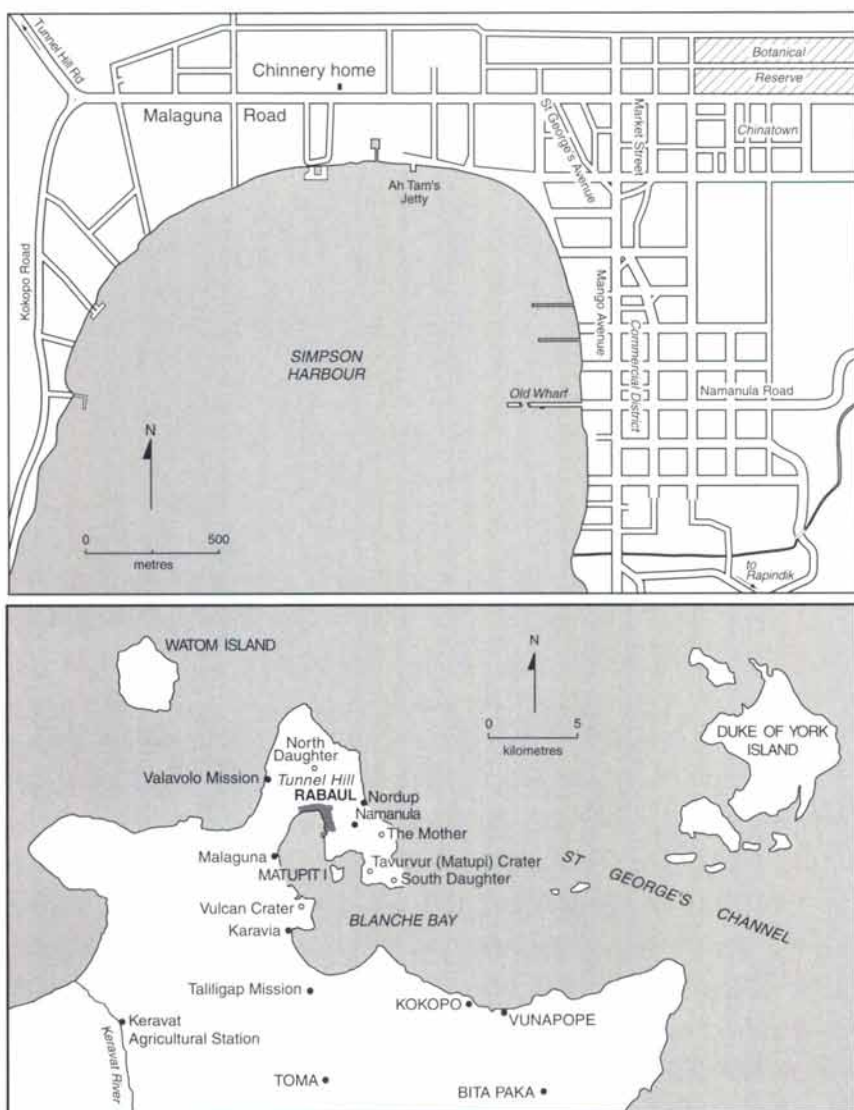 Tunnel Hill Rd
Botanical
Reserve
Chinnery home
Malaguna Road
St George's Avenue
Market Street
Chinatown
Ah Tam's
Jetty
Kokopo Road
SIMPSON
HARBOUR
Mango Avenue
Commercial District
Old Wharf
Namanula Road
N
0 500
metres
to
Rapindik
WATOM ISLAND
N
0 5
kilometres
DUKE OF YORK
ISLAND
North
Daughter
Valavolo Mission
Tunnel Hill
RABAUL
Nordup
Namanula
The Mother
Malaguna
Tavurvur (Matupi) Crater
MATUPIT I
South Daughter
ST GEORGE'S CHANNEL
Vulcan Crater
BLANCHE BAY
Karavia
Taliligap Mission
KOKOPO
VUNAPOPE
Keravat
Agricultural Station
Keravat River
TOMA
BITA PAKA